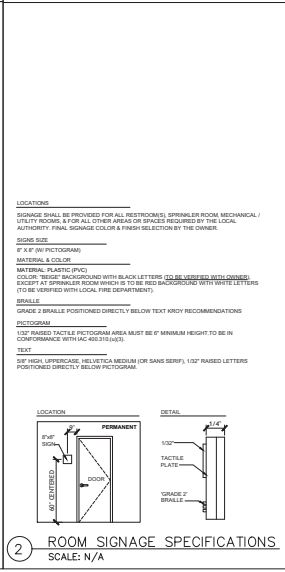 LOCATIONS
SIGNAGE SHALL BE PROVIDED FOR ALL RESTROOM(S), SPRINKLER ROOM, MECHANICAL /
UTILITY ROOMS, & FOR ALL OTHER AREAS OR SPACES REQUIRED BY THE LOCAL
AUTHORITY. FINAL SIGNAGE COLOR & FINISH SELECTION BY THE OWNER.
SIGNS SIZE
8" X 8" (W/ PICTOGRAM)
MATERIAL & COLOR
MATERIAL: PLASTIC (PVC)
COLOR: "BEIGE" BACKGROUND WITH BLACK LETTERS (TO BE VERIFIED WITH OWNER).
EXCEPT AT SPRINKLER ROOM WHICH IS TO BE RED BACKGROUND WITH WHITE LETTERS
(TO BE VERIFIED WITH LOCAL FIRE DEPARTMENT).
BRAILLE
GRADE 2 BRAILLE POSITIONED DIRECTLY BELOW TEXT KROY RECOMMENDATIONS
PICTOGRAM
1/32" RAISED TACTILE PICTOGRAM AREA MUST BE 6" MINIMUM HEIGHT.TO BE IN
CONFORMANCE WITH IAC 400.310.(u)(3).
TEXT
5/8" HIGH, UPPERCASE, HELVETICA MEDIUM (OR SANS SERIF), 1/32" RAISED LETTERS
POSITIONED DIRECTLY BELOW PICTOGRAM.
LOCATION
9"
PERMANENT
8"x8"
SIGN
DOOR
60" CENTERED
DETAIL
1/4"
1/32"
TACTILE
PLATE
'GRADE 2'
BRAILLE
2
ROOM SIGNAGE SPECIFICATIONS
SCALE: N/A